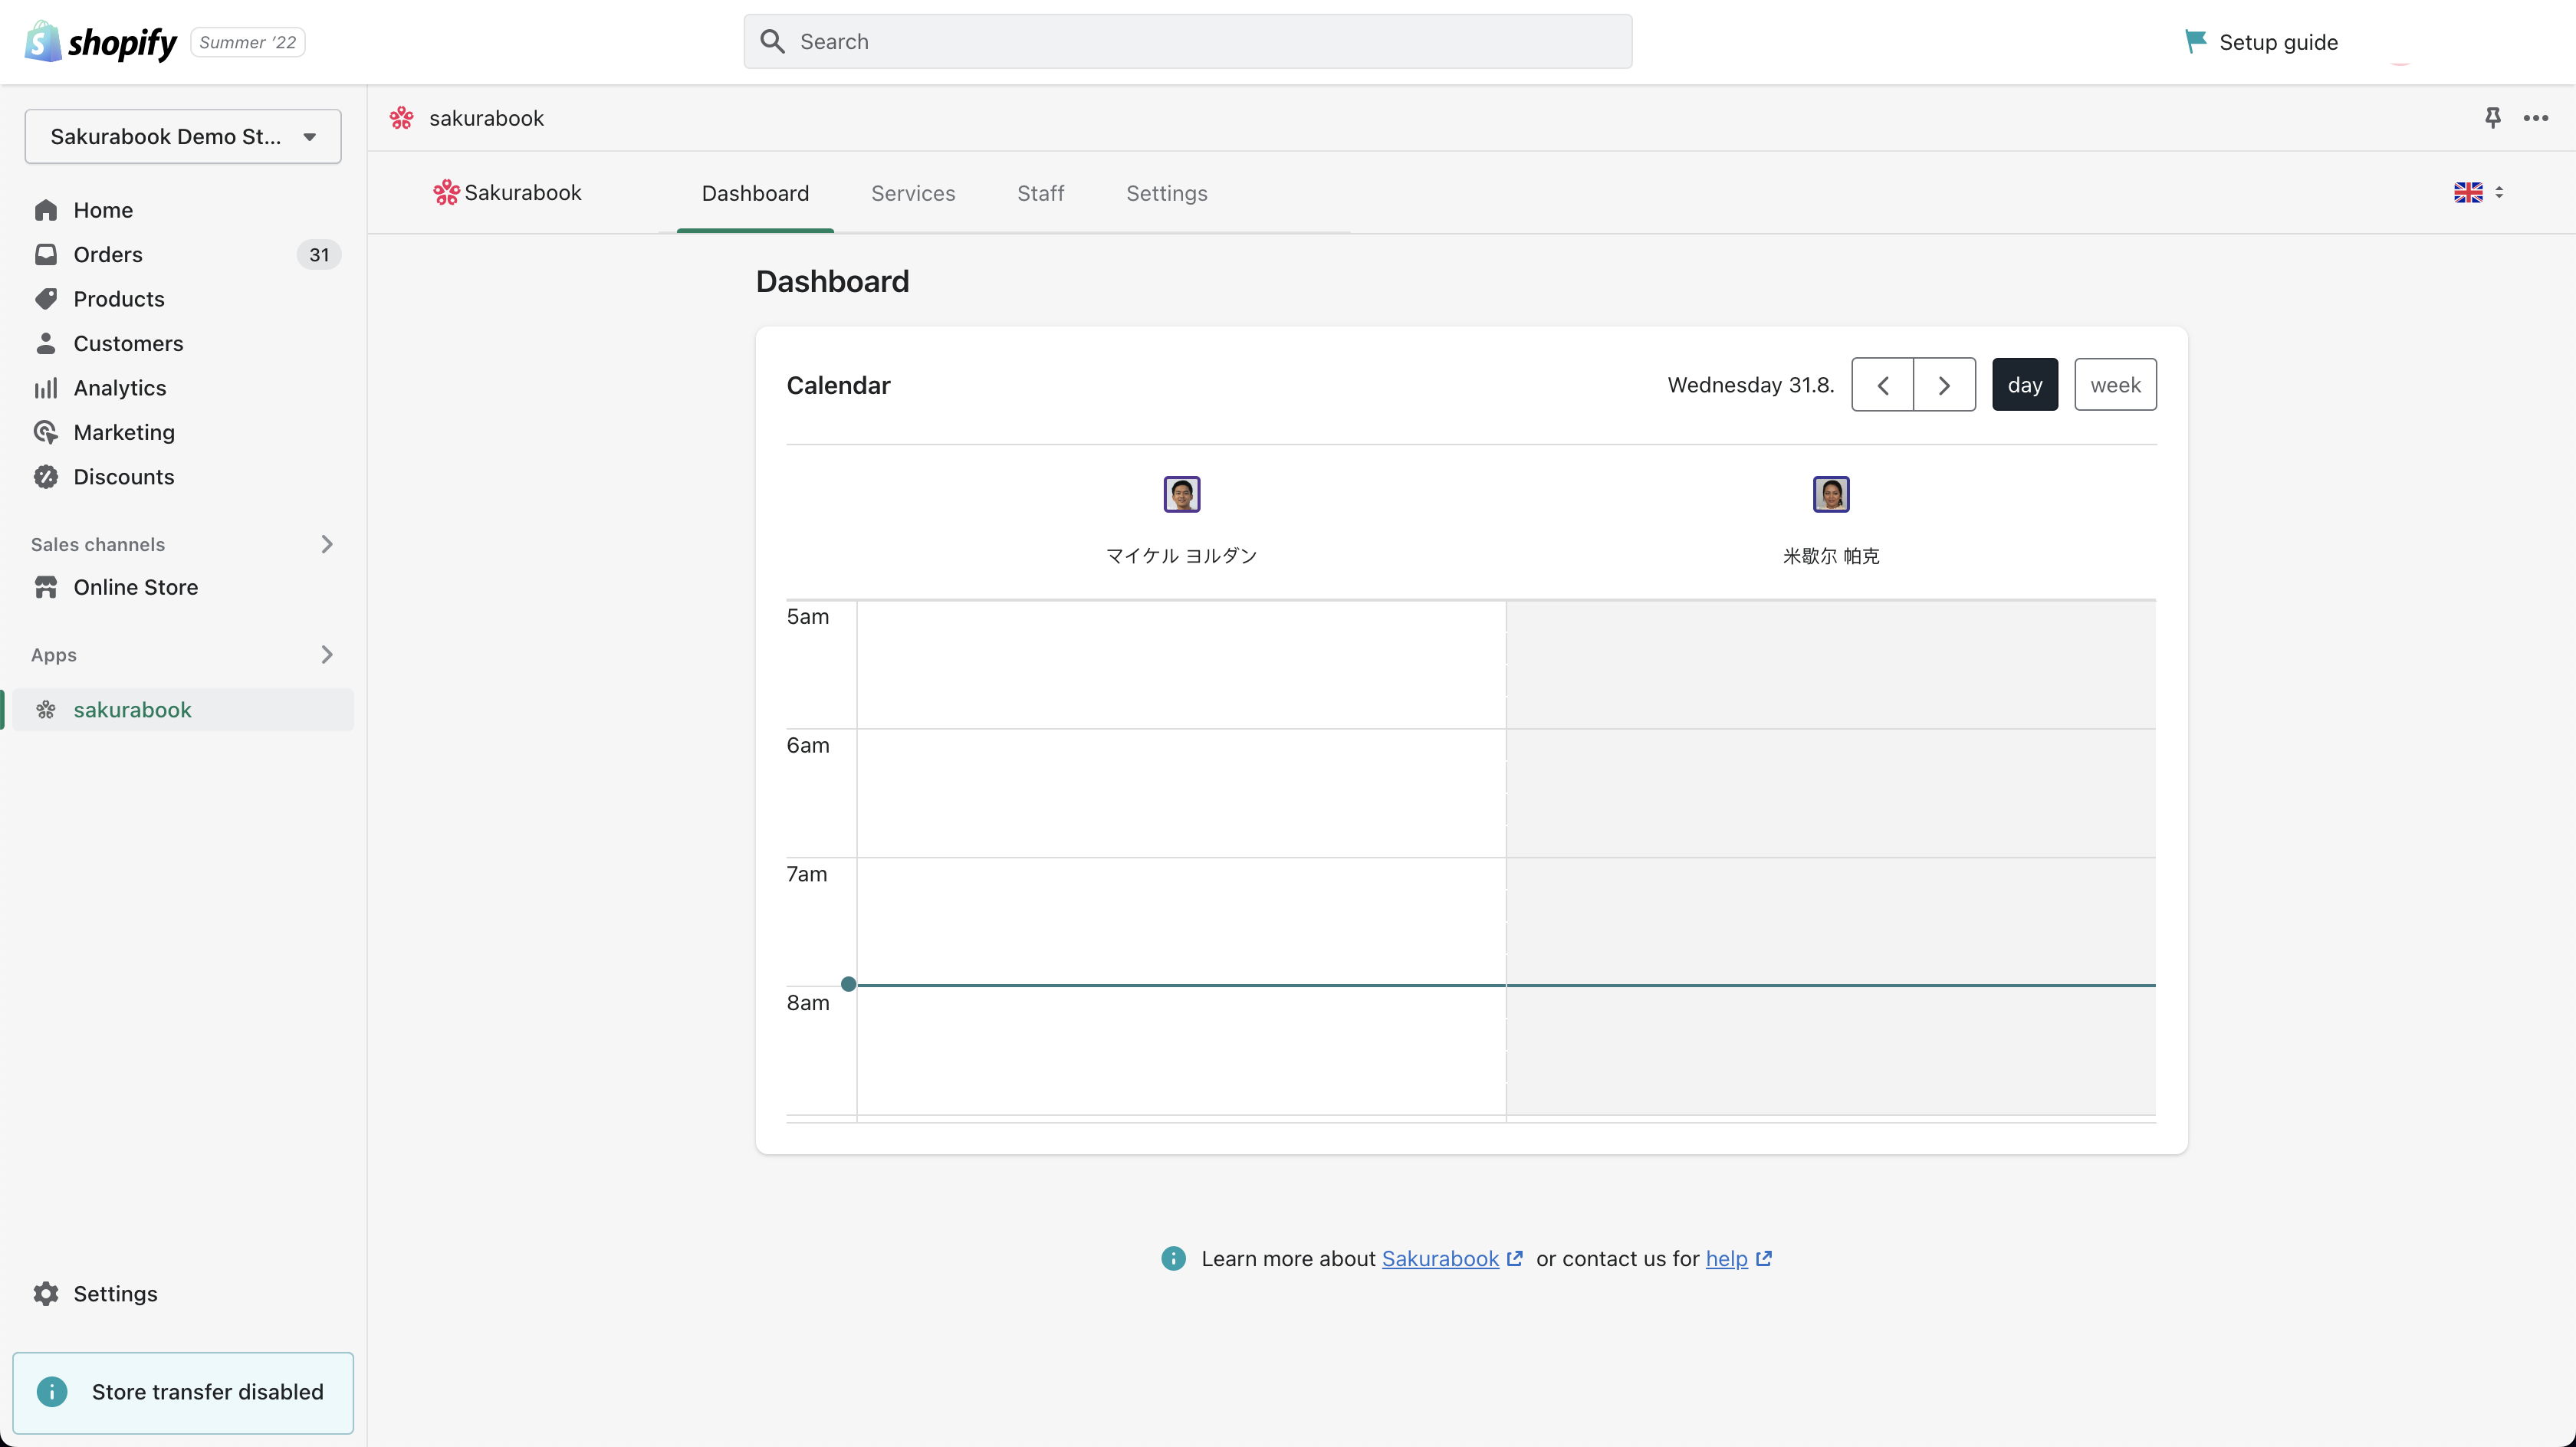 shopify Summer '22
Search
Setup guide
Sakurabook Demo St...
Home
Orders 31
Products
Customers
Analytics
Marketing
Discounts
Sales channels
Online Store
Apps
sakurabook
Settings
Store transfer disabled
sakurabook
Sakurabook Dashboard Services Staff Settings
Dashboard
Calendar Wednesday 31.8. day week
マイケル ヨルダン 米歇尔 帕克
5am
6am
7am
8am
Learn more about Sakurabook or contact us for help